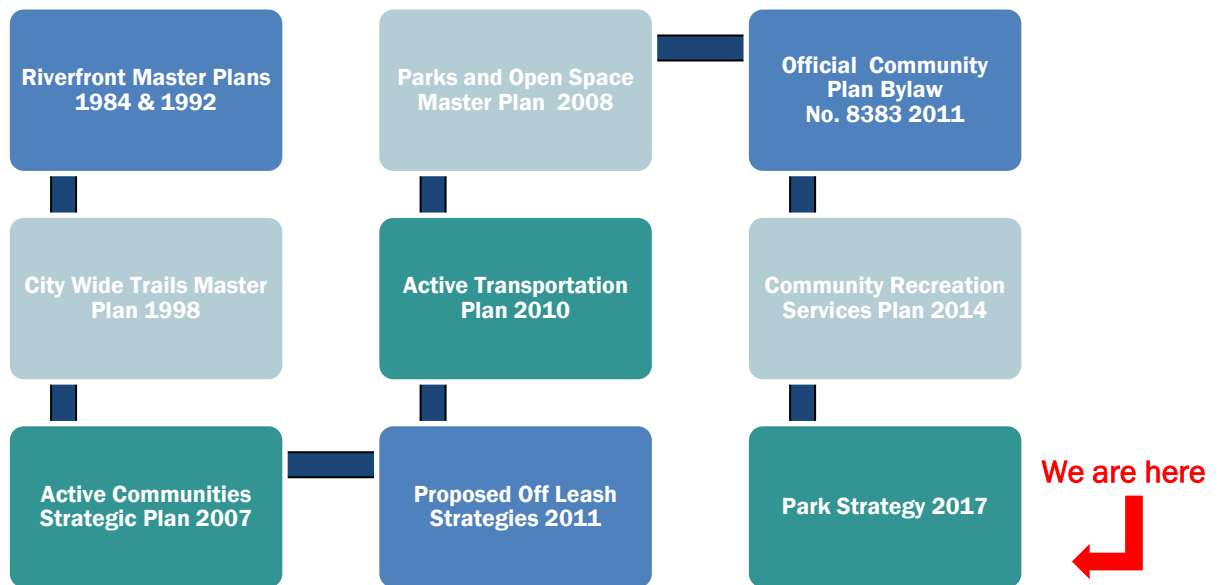 Riverfront Master Plans
1984 & 1992
City Wide Trails Master
Plan 1998
Active Communities
Strategic Plan 2007
Proposed Off Leash
Strategies 2011
Active Transportation
Plan 2010
Parks and Open Space
Master Plan 2008
Official Community
Plan Bylaw
No. 8383 2011
Community Recreation
Services Plan 2014
Park Strategy 2017
We are here